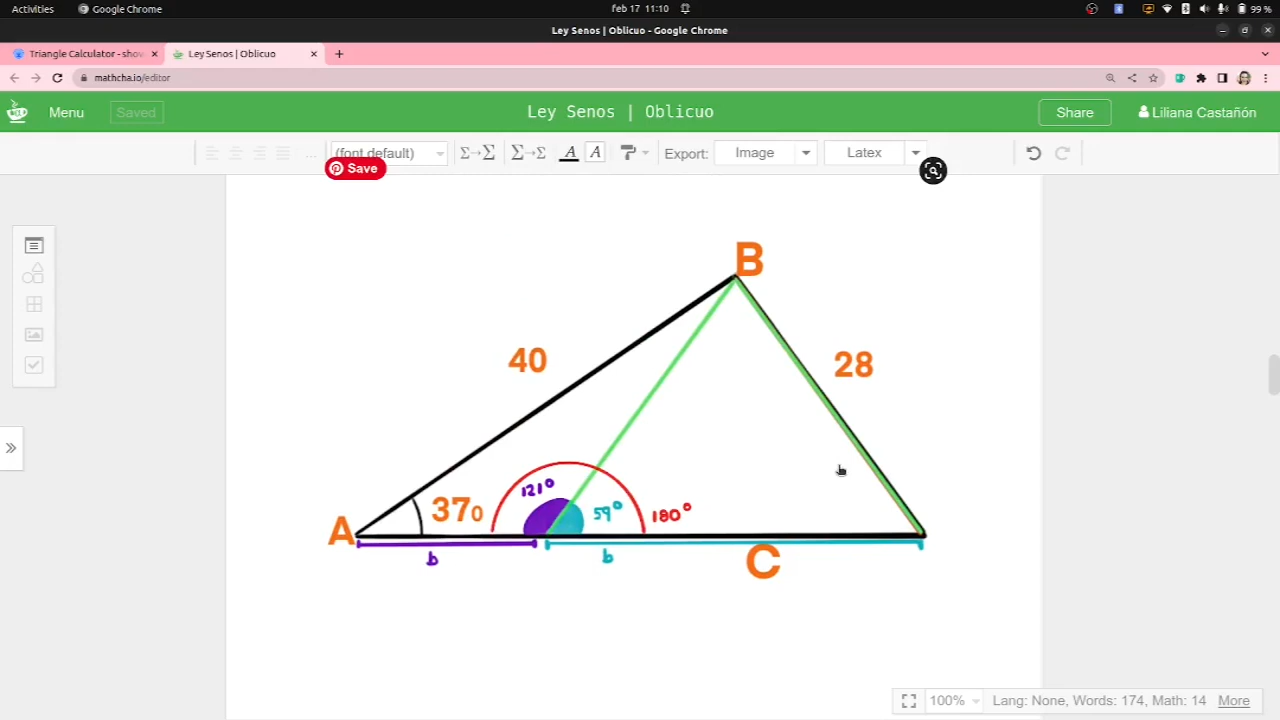 Activities
Google Chrome
feb 17 11:10
99 %
Ley Senos | Oblicuo - Google Chrome
Triangle Calculator - show
Ley Senos | Oblicuo
mathcha.io/editor
Menu
Saved
Ley Senos | Oblicuo
Share
Liliana Castañón
...
(font default)
Σ→Σ
Σ→Σ
A
A
Export:
Image
Latex
Save
B
40
28
121°
37o
59°
180°
A
b
b
C
100%
Lang: None, Words: 174, Math: 14
More